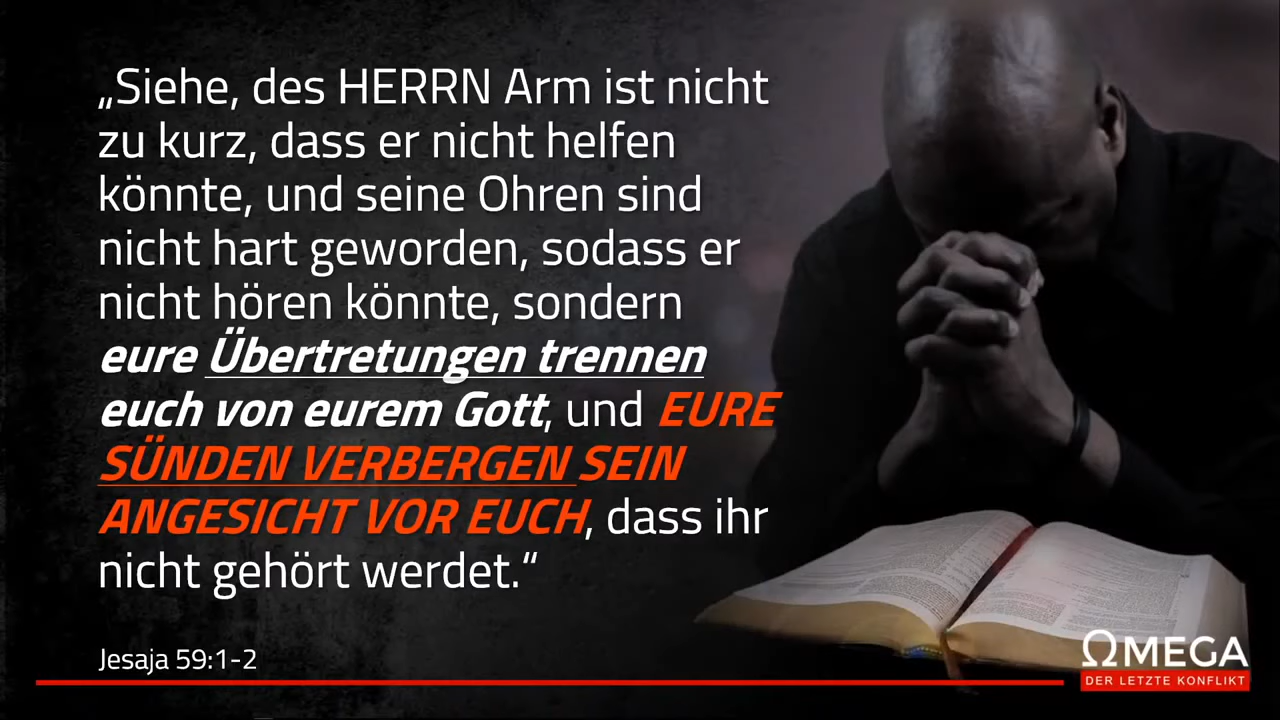 „Siehe, des HERRN Arm ist nicht
zu kurz, dass er nicht helfen
könnte, und seine Ohren sind
nicht hart geworden, sodass er
nicht hören könnte, sondern
eure Übertretungen trennen
euch von eurem Gott, und EURE
SÜNDEN VERBERGEN SEIN
ANGESICHT VOR EUCH, dass ihr
nicht gehört werdet.“
Jesaja 59:1-2
ΩMEGA
DER LETZTE KONFLIKT